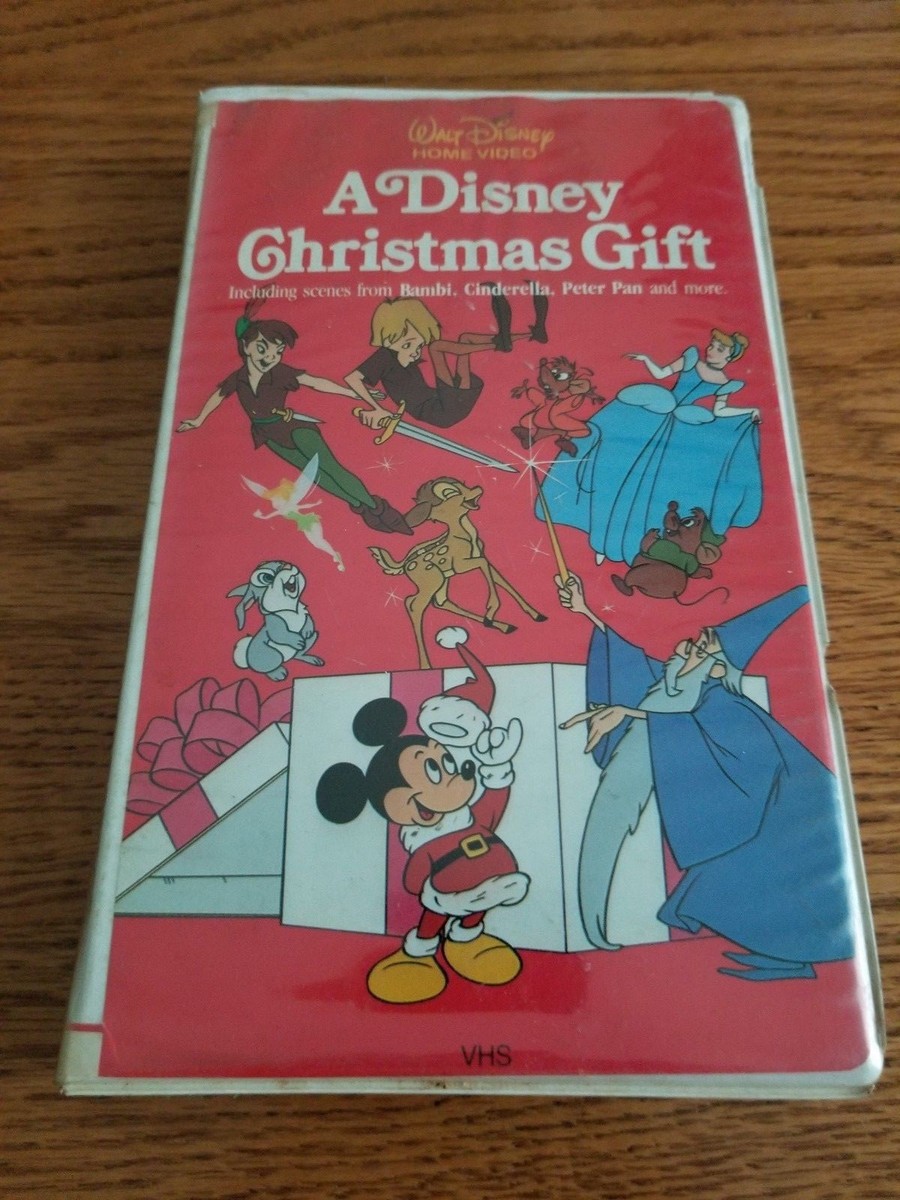 Walt Disney
HOME VIDEO
A Disney
Christmas Gift
Including scenes from Bambi, Cinderella, Peter Pan and more.
VHS